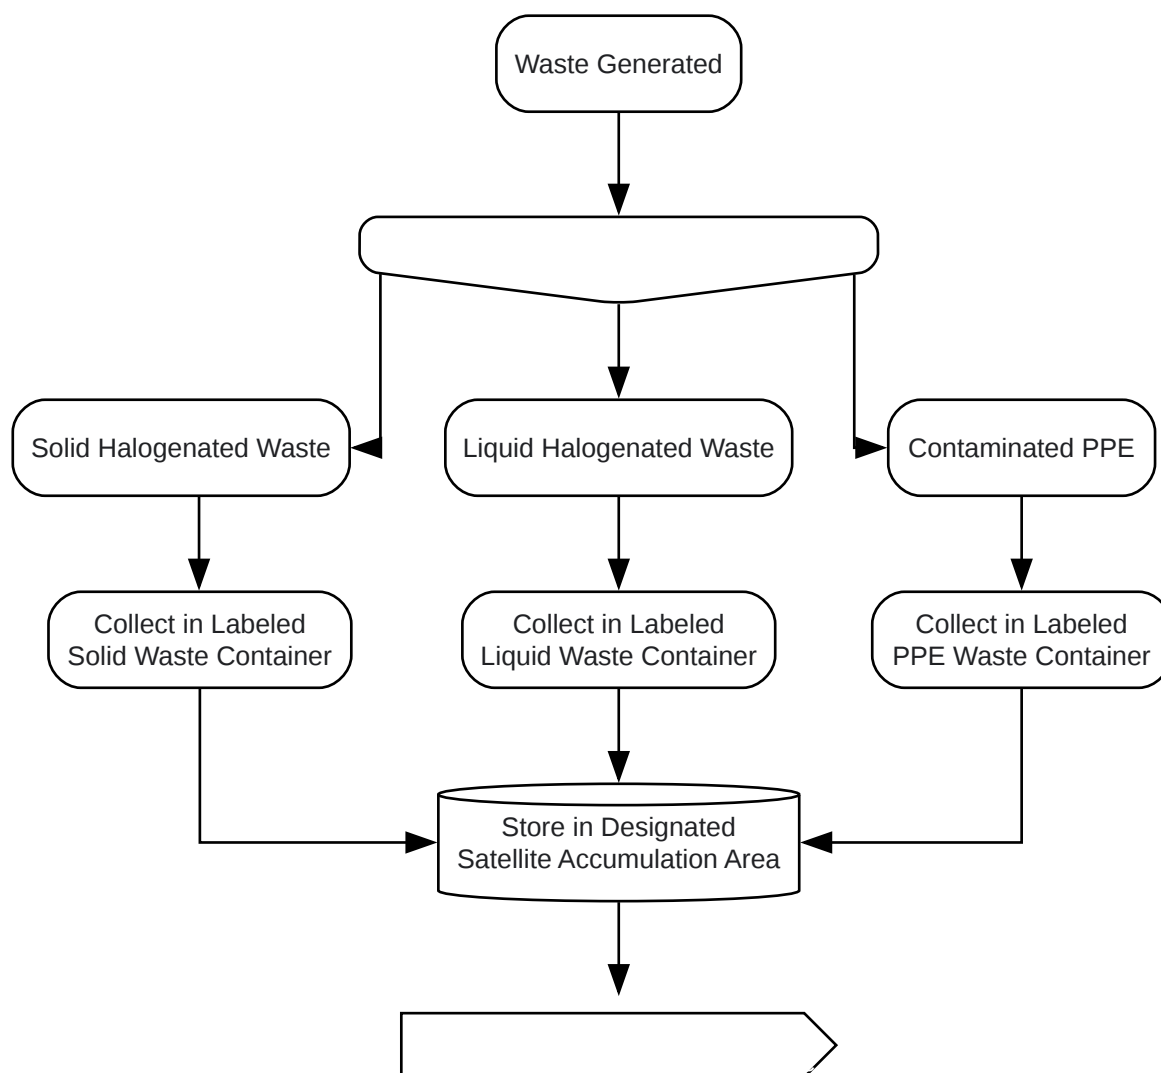 Waste Generated
Solid Halogenated Waste
Liquid Halogenated Waste
Contaminated PPE
Collect in Labeled
Solid Waste Container
Collect in Labeled
Liquid Waste Container
Collect in Labeled
PPE Waste Container
Store in Designated
Satellite Accumulation Area